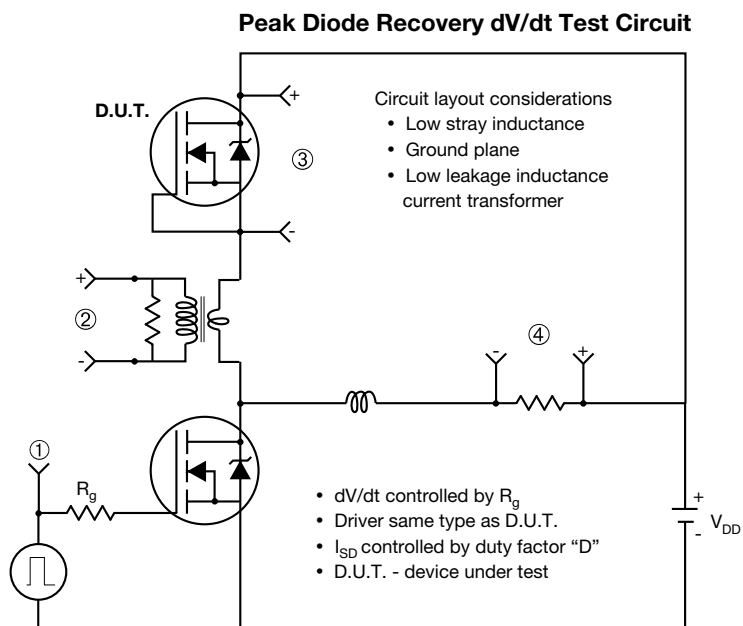 Peak Diode Recovery dV/dt Test Circuit
D.U.T.
+
-
③
Circuit layout considerations
• Low stray inductance
• Ground plane
• Low leakage inductance
current transformer
+
②
-
-
④
+
①
Rg
• dV/dt controlled by Rg
• Driver same type as D.U.T.
• ISD controlled by duty factor “D”
• D.U.T. - device under test
+
-
VDD